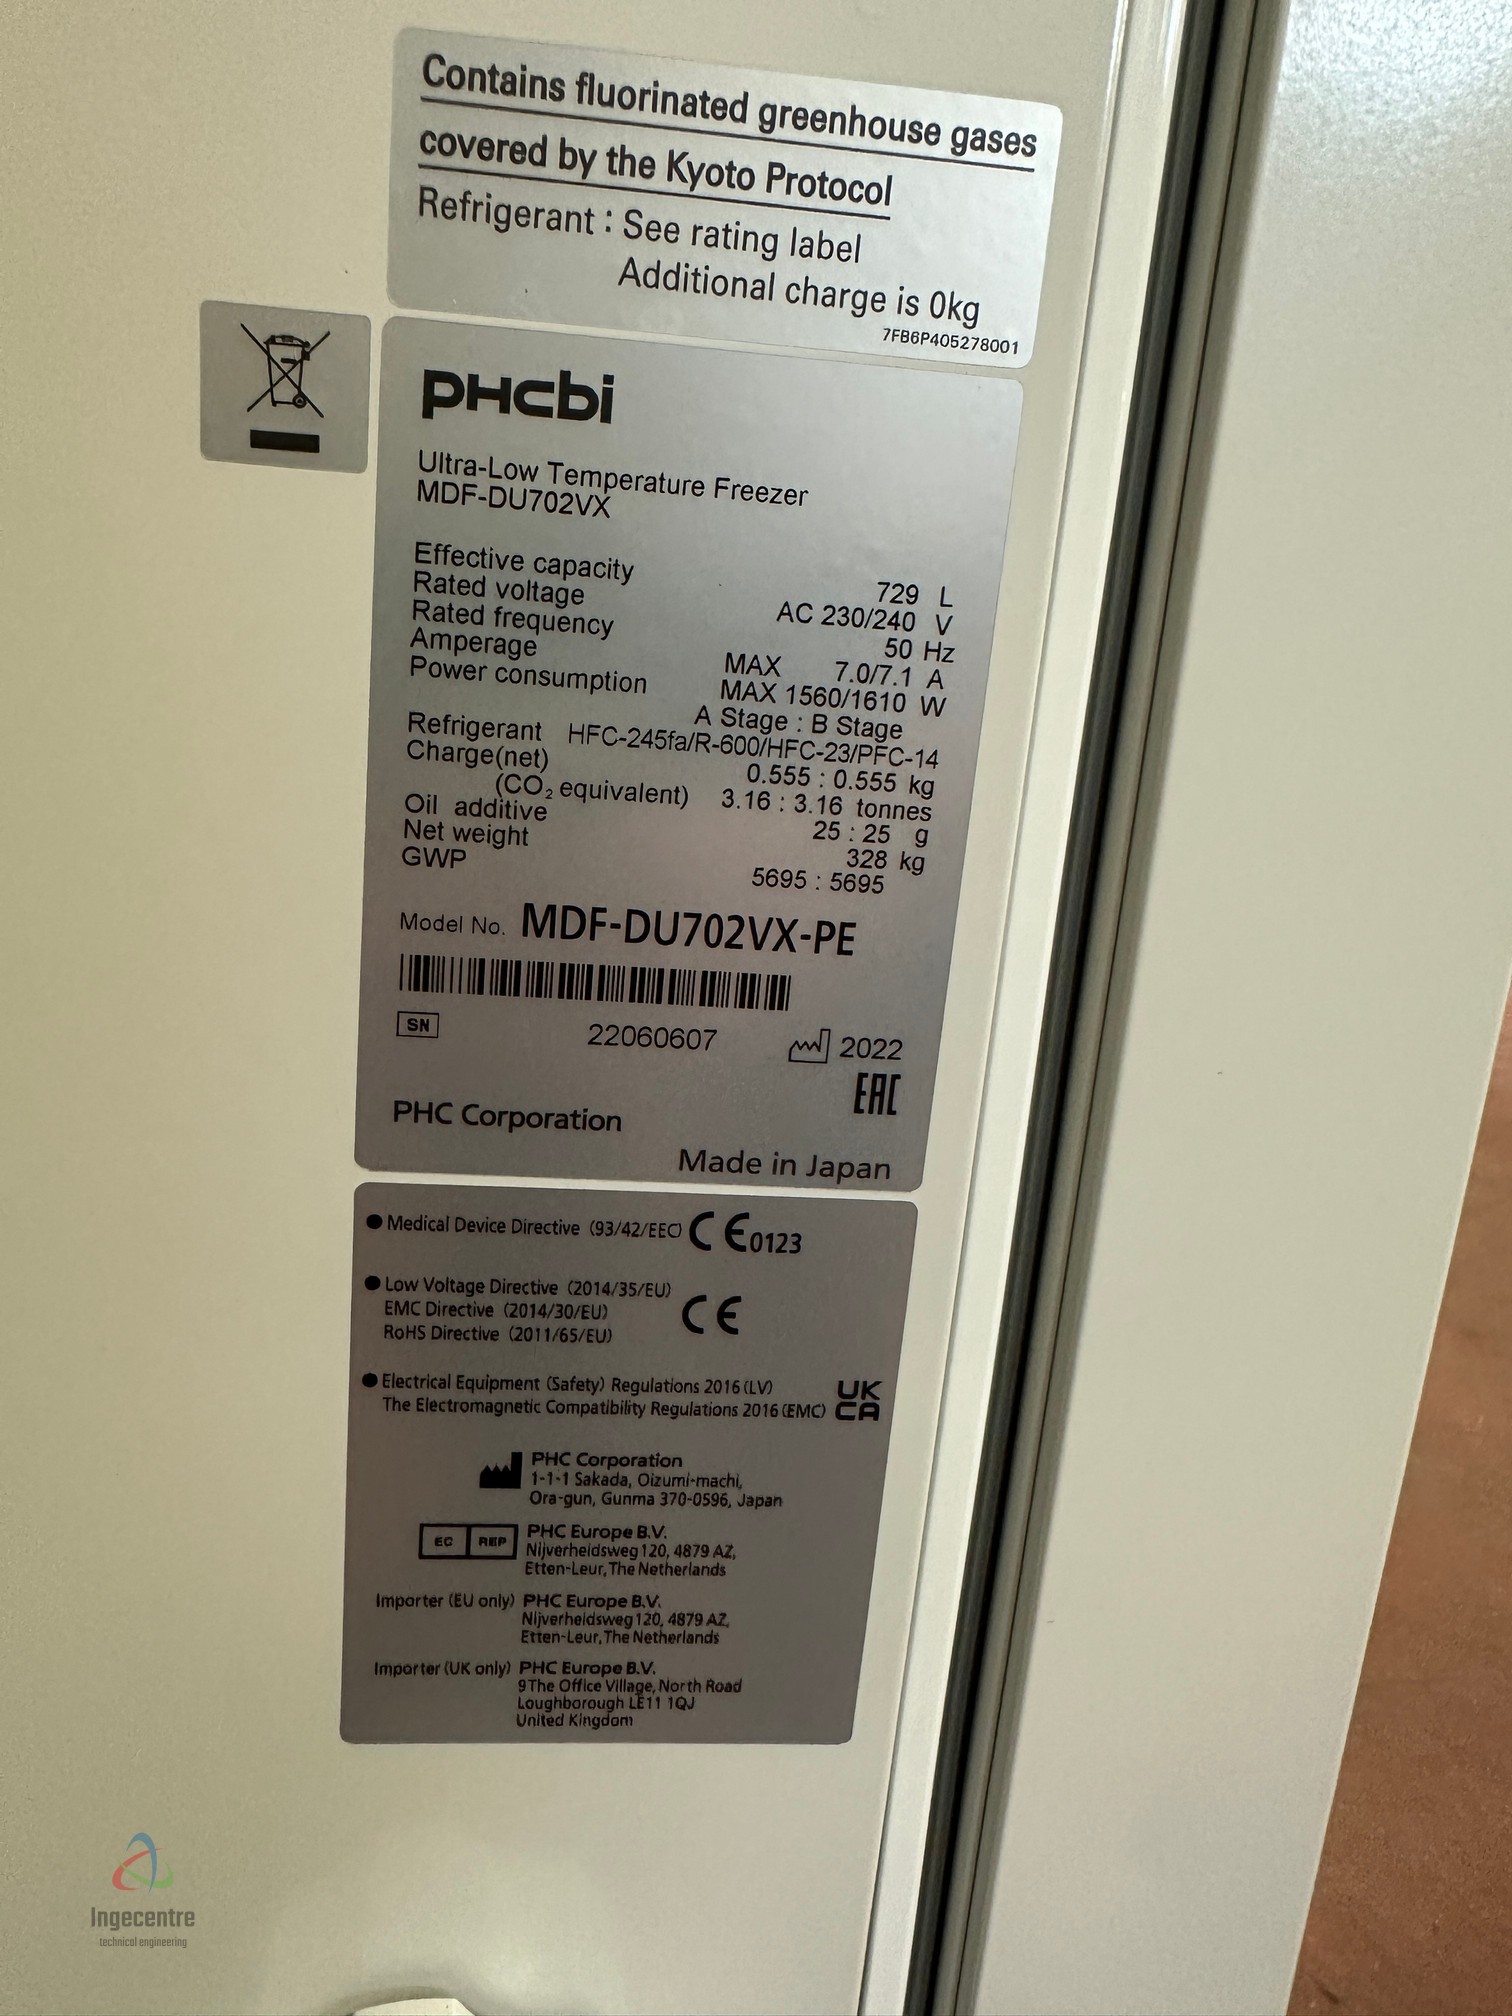 Contains fluorinated greenhouse gases
covered by the Kyoto Protocol
Refrigerant : See rating label
Additional charge is 0kg
7FB6P405278001
PHCbi
Ultra-Low Temperature Freezer
MDF-DU702VX
Effective capacity 729 L
Rated voltage AC 230/240 V
Rated frequency 50 Hz
Amperage MAX 7.0/7.1 A
Power consumption MAX 1560/1610 W
A Stage : B Stage
Refrigerant HFC-245fa/R-600/HFC-23/PFC-14
Charge(net) 0.555 : 0.555 kg
(CO₂ equivalent) 3.16 : 3.16 tonnes
Oil additive 25 : 25 g
Net weight 328 kg
GWP 5695 : 5695
Model No. MDF-DU702VX-PE
SN 22060607 2022
EAC
PHC Corporation
Made in Japan
● Medical Device Directive (93/42/EEC) CE0123
● Low Voltage Directive (2014/35/EU)
EMC Directive (2014/30/EU) CE
RoHS Directive (2011/65/EU)
● Electrical Equipment (Safety) Regulations 2016 (LV) UK
The Electromagnetic Compatibility Regulations 2016 (EMC) CA
PHC Corporation
1-1-1 Sakada, Oizumi-machi,
Ora-gun, Gunma 370-0596, Japan
EC REP PHC Europe B.V.
Nijverheidsweg 120, 4879 AZ,
Etten-Leur, The Netherlands
Importer (EU only) PHC Europe B.V.
Nijverheidsweg 120, 4879 AZ,
Etten-Leur, The Netherlands
Importer (UK only) PHC Europe B.V.
9 The Office Village, North Road
Loughborough LE11 1QJ
United Kingdom
Ingecentre
technical engineering